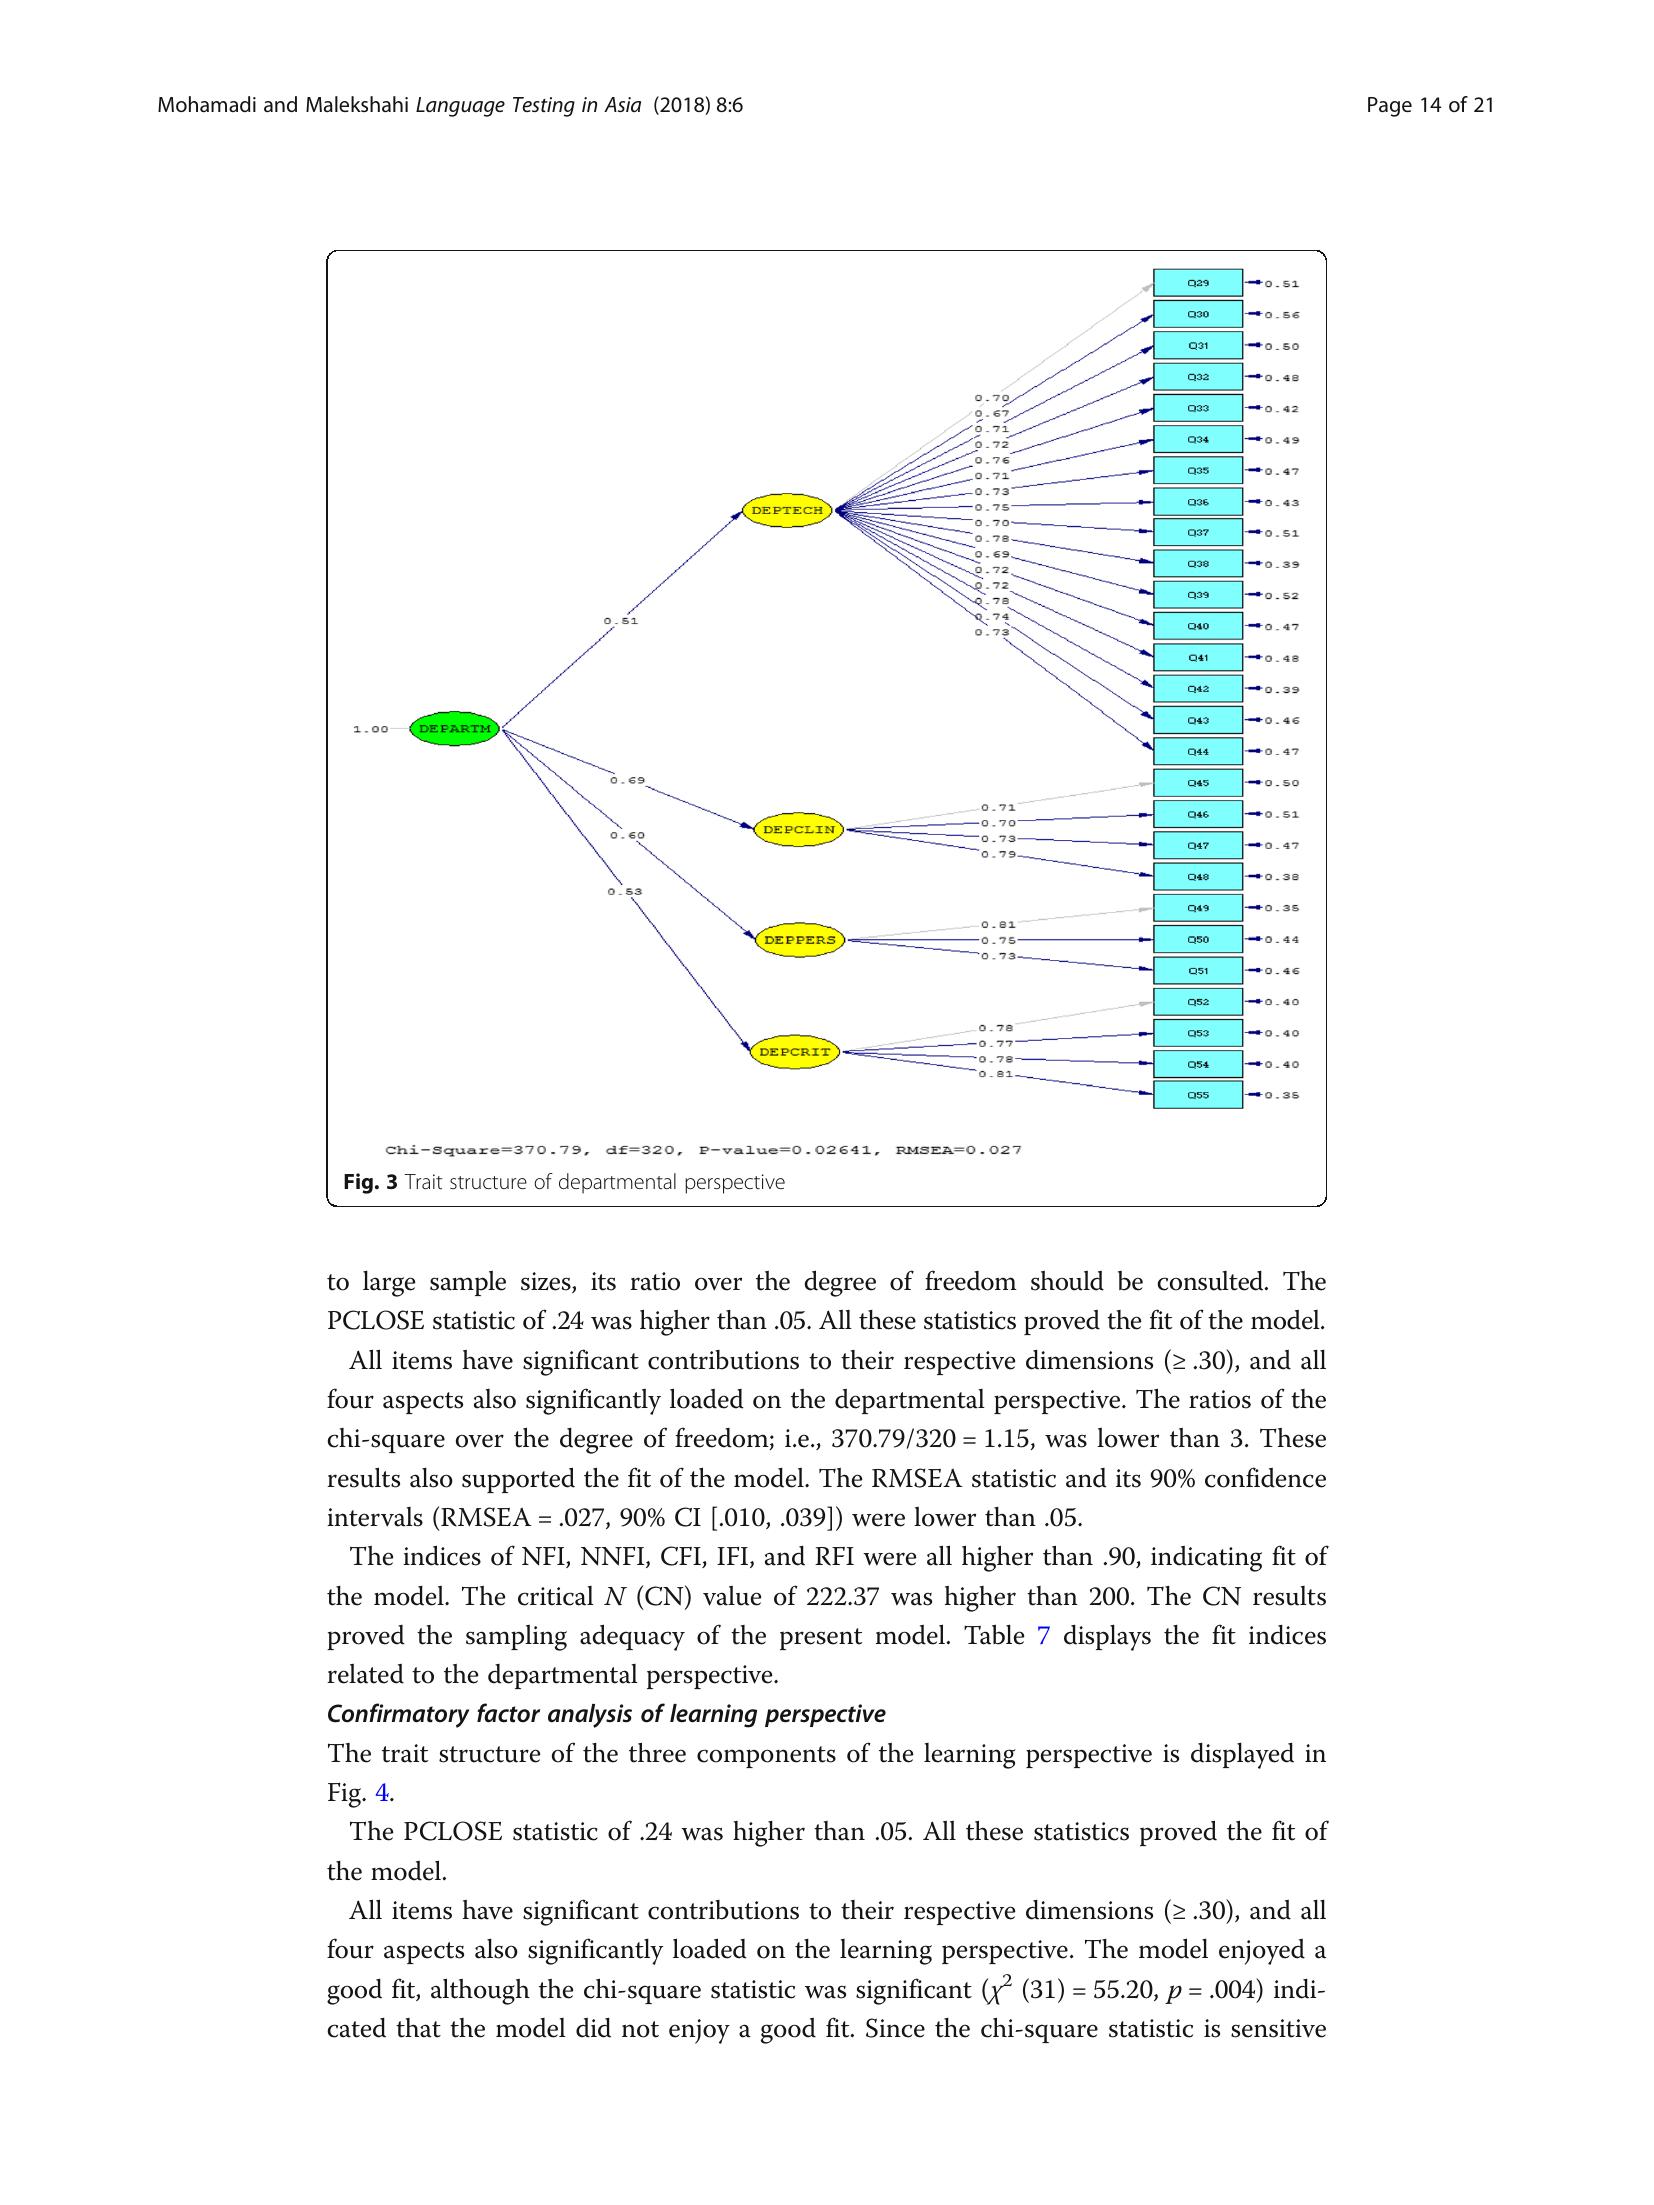 Mohamadi and Malekshahi Language Testing in Asia (2018) 8:6
Page 14 of 21
Q29 0.51
Q30 0.56
Q31 0.50
Q32 0.48
Q33 0.42
Q34 0.49
Q35 0.47
Q36 0.43
Q37 0.51
Q38 0.39
Q39 0.52
Q40 0.47
Q41 0.48
Q42 0.39
Q43 0.46
Q44 0.47
Q45 0.50
Q46 0.51
Q47 0.47
Q48 0.38
Q49 0.35
Q50 0.44
Q51 0.46
Q52 0.40
Q53 0.40
Q54 0.40
Q55 0.35
0.70
0.67
0.71
0.72
0.76
0.71
0.73
0.75
0.70
0.78
0.69
0.72
0.72
0.78
0.74
0.73
DEPTECH
0.51
1.00 DEPARTM
0.69
0.60
0.53
DEPCLIN
0.71
0.70
0.73
0.79
DEPPERS
0.81
0.75
0.73
DEPCRIT
0.78
0.77
0.78
0.81
Chi-Square=370.79, df=320, P-value=0.02641, RMSEA=0.027
Fig. 3 Trait structure of departmental perspective
to large sample sizes, its ratio over the degree of freedom should be consulted. The
PCLOSE statistic of .24 was higher than .05. All these statistics proved the fit of the model.
All items have significant contributions to their respective dimensions (≥ .30), and all
four aspects also significantly loaded on the departmental perspective. The ratios of the
chi-square over the degree of freedom; i.e., 370.79/320 = 1.15, was lower than 3. These
results also supported the fit of the model. The RMSEA statistic and its 90% confidence
intervals (RMSEA = .027, 90% CI [.010, .039]) were lower than .05.
The indices of NFI, NNFI, CFI, IFI, and RFI were all higher than .90, indicating fit of
the model. The critical N (CN) value of 222.37 was higher than 200. The CN results
proved the sampling adequacy of the present model. Table 7 displays the fit indices
related to the departmental perspective.
Confirmatory factor analysis of learning perspective
The trait structure of the three components of the learning perspective is displayed in
Fig. 4.
The PCLOSE statistic of .24 was higher than .05. All these statistics proved the fit of
the model.
All items have significant contributions to their respective dimensions (≥ .30), and all
four aspects also significantly loaded on the learning perspective. The model enjoyed a
good fit, although the chi-square statistic was significant (χ² (31) = 55.20, p = .004) indi-
cated that the model did not enjoy a good fit. Since the chi-square statistic is sensitive